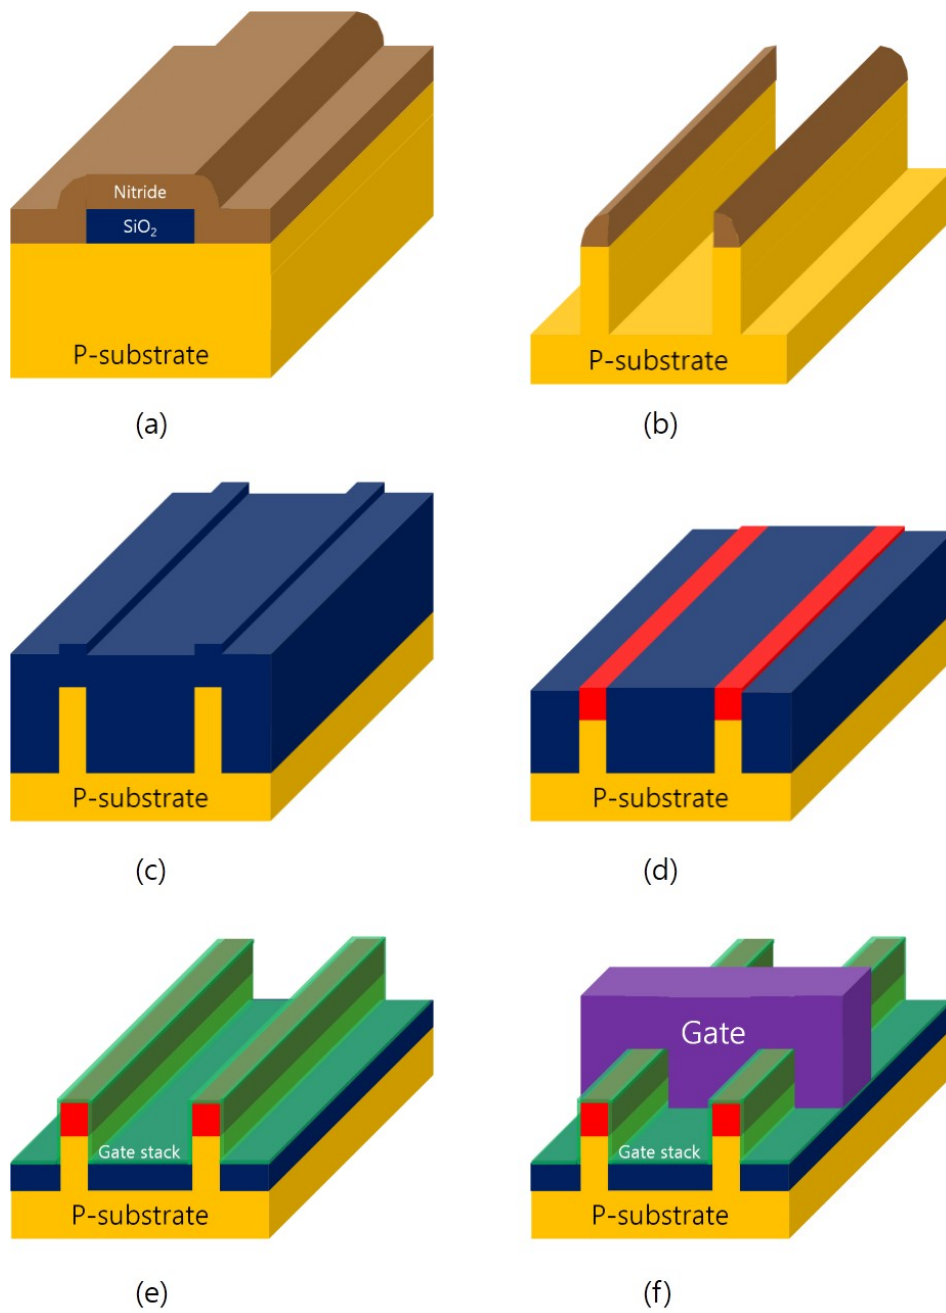 Nitride
SiO₂
P-substrate
P-substrate
(a)
(b)
P-substrate
P-substrate
(c)
(d)
Gate stack
P-substrate
Gate
Gate stack
P-substrate
(e)
(f)